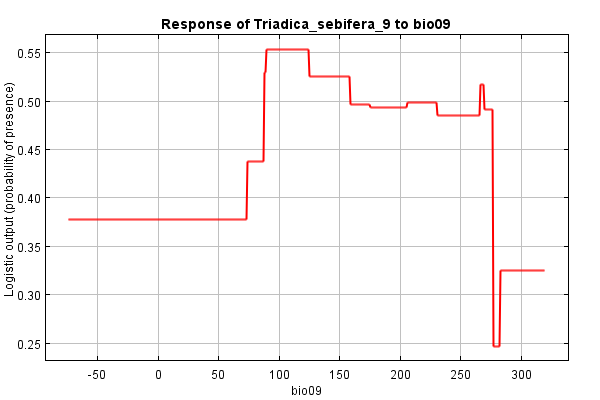 Response of Triadica_sebifera_9 to bio09
Logistic output (probability of presence)
0.55
0.50
0.45
0.40
0.35
0.30
0.25
-50 0 50 100 150 200 250 300
bio09